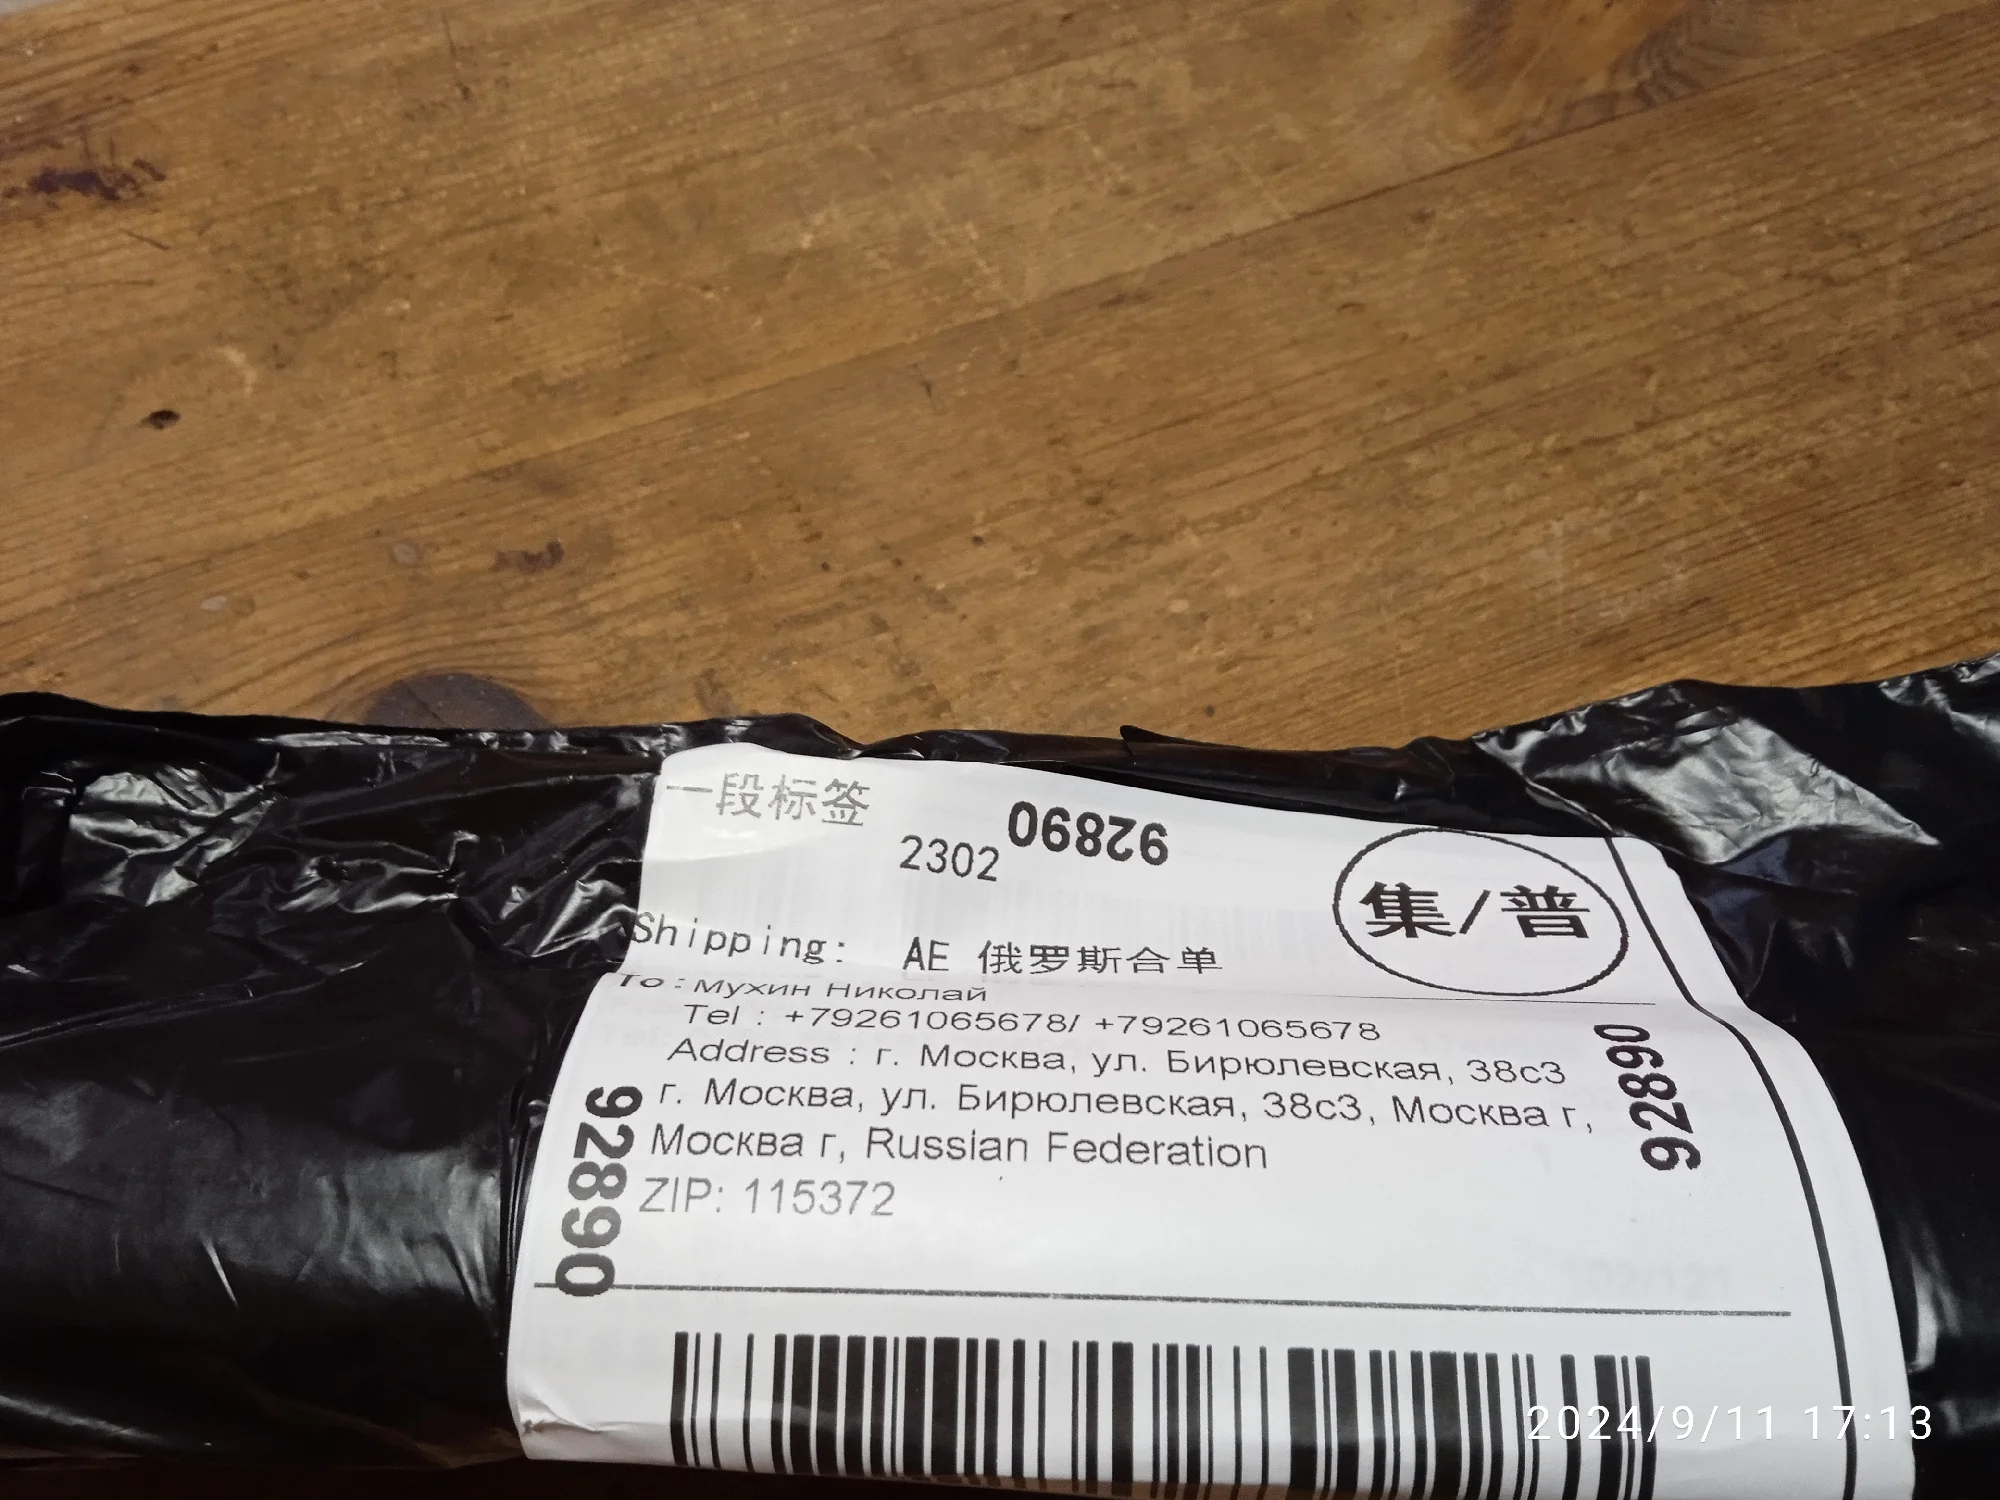 一段标签
2302
92890
集/普
Shipping: AE 俄罗斯合单
To : Мухин Николай
Tel : +79261065678/ +79261065678
Address : г. Москва, ул. Бирюлевская, 38с3
г. Москва, ул. Бирюлевская, 38с3, Москва г,
Москва г, Russian Federation
ZIP: 115372
92890
92890
2024/9/11 17:13